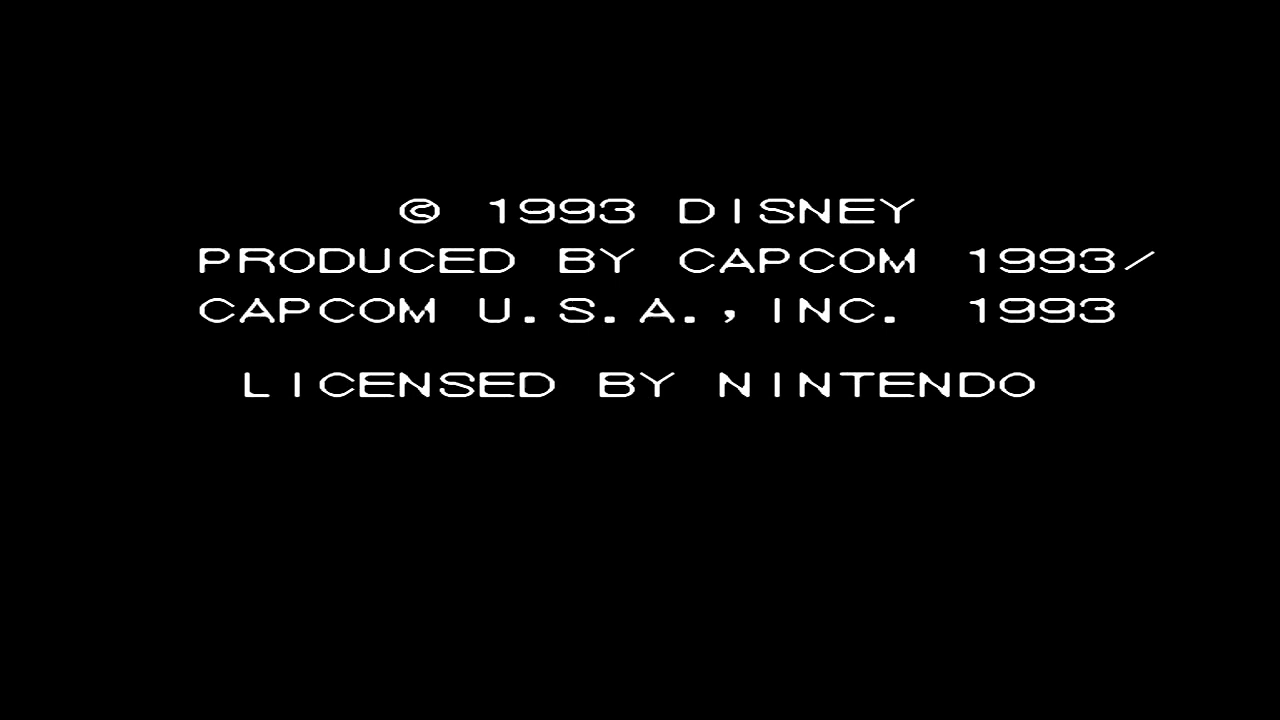 © 1993 DISNEY
PRODUCED BY CAPCOM 1993/
CAPCOM U.S.A.,INC. 1993
LICENSED BY NINTENDO